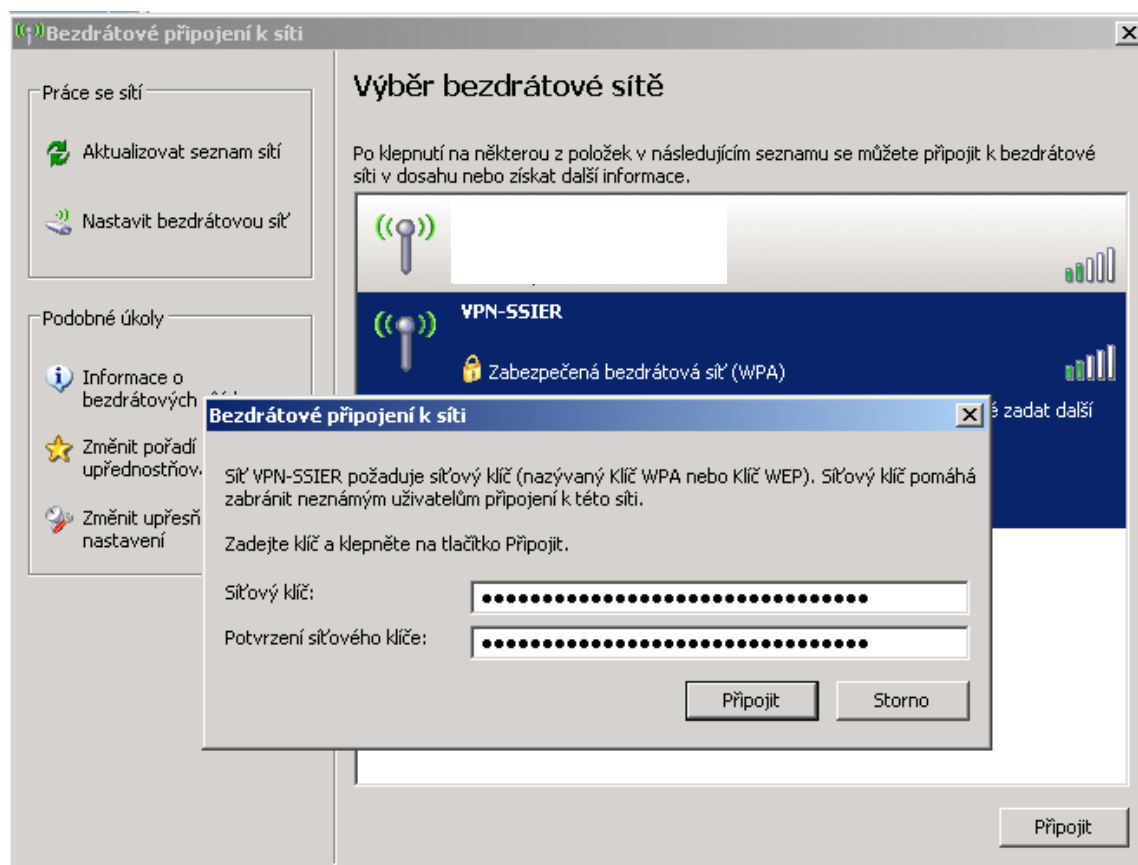 Bezdrátové připojení k síti
Práce se sítí
Aktualizovat seznam sítí
Nastavit bezdrátovou síť
Podobné úkoly
Informace o
bezdrátových
Změnit pořadí
Změnit
nastavení
Výběr bezdrátové sítě
Po klepnutí na některou z položek v následujícím seznamu se můžete připojit k bezdrátové
síti v dosahu nebo získat další informace.
VPN-SSIER
Zabezpečená bezdrátová síť (WPA)
zadat další
Bezdrátové připojení k síti
Síť VPN-SSIER požaduje síťový klíč (nazývaný Klíč WPA nebo Klíč WEP). Síťový klíč pomáhá
zabránit neznámým uživatelům připojení k této síti.
Zadejte klíč a klepněte na tlačítko Připojit.
Síťový klíč:
Potvrzení síťového klíče:
Připojit
Storno
Připojit